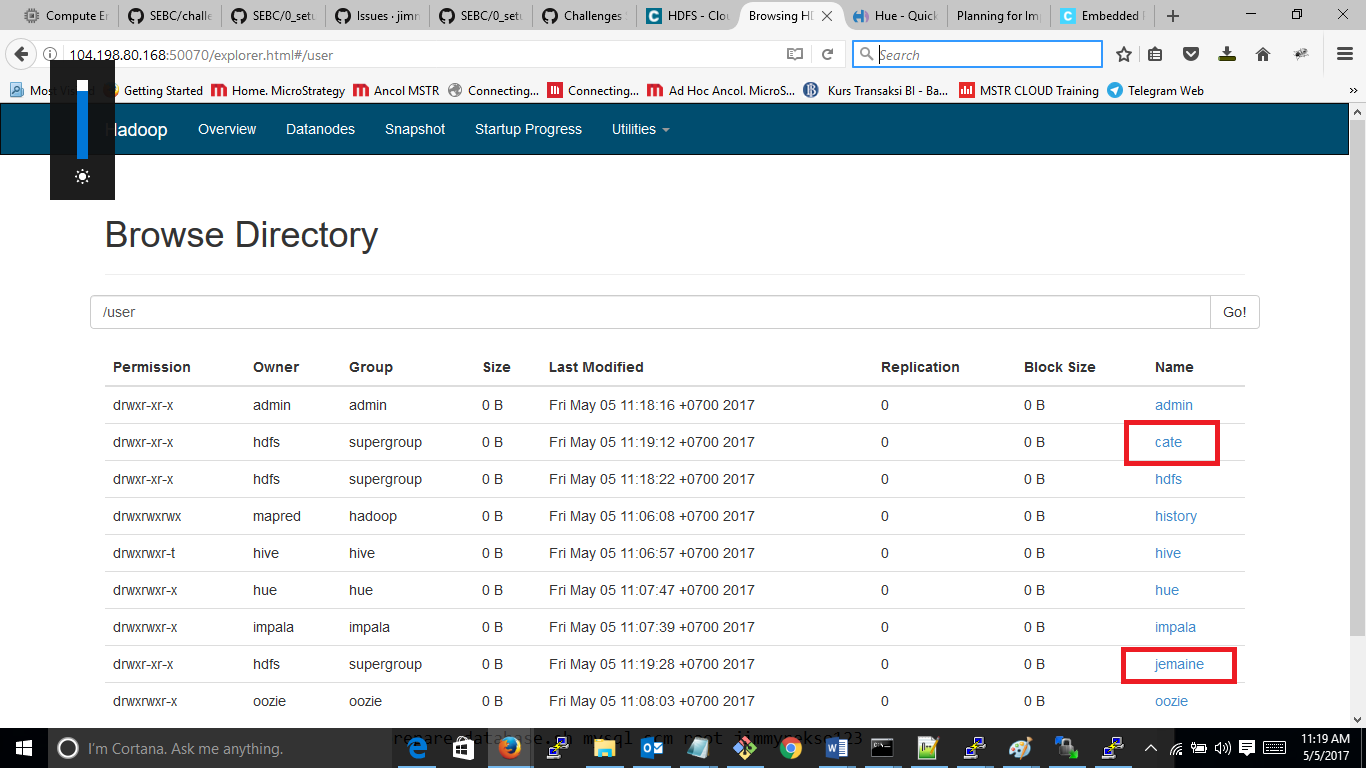 Compute En
SEBC/challe
SEBC/0_setu
Issues · jimm
SEBC/0_setu
Challenges
HDFS - Clou
Browsing HD
Hue - Quick
Planning for Imp
Embedded
104.198.80.168:50070/explorer.html#/user
Search
Most Vis
Getting Started
Home. MicroStrategy
Ancol MSTR
Connecting...
Connecting...
Ad Hoc Ancol. MicroS...
Kurs Transaksi BI - Ba...
MSTR CLOUD Training
Telegram Web
Hadoop
Overview
Datanodes
Snapshot
Startup Progress
Utilities
Browse Directory
/user
Go!
Permission Owner Group Size Last Modified Replication Block Size Name
drwxr-xr-x admin admin 0 B Fri May 05 11:18:16 +0700 2017 0 0 B admin
drwxr-xr-x hdfs supergroup 0 B Fri May 05 11:19:12 +0700 2017 0 0 B cate
drwxr-xr-x hdfs supergroup 0 B Fri May 05 11:18:22 +0700 2017 0 0 B hdfs
drwxrwxrwx mapred hadoop 0 B Fri May 05 11:06:08 +0700 2017 0 0 B history
drwxrwxr-t hive hive 0 B Fri May 05 11:06:57 +0700 2017 0 0 B hive
drwxrwxr-x hue hue 0 B Fri May 05 11:07:47 +0700 2017 0 0 B hue
drwxrwxr-x impala impala 0 B Fri May 05 11:07:39 +0700 2017 0 0 B impala
drwxr-xr-x hdfs supergroup 0 B Fri May 05 11:19:28 +0700 2017 0 0 B jemaine
drwxrwxr-x oozie oozie 0 B Fri May 05 11:08:03 +0700 2017 0 0 B oozie
I'm Cortana. Ask me anything.
11:19 AM
5/5/2017